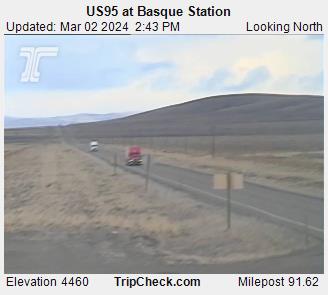 US95 at Basque Station
Updated: Mar 02 2024 2:43 PM Looking North
Elevation 4460 TripCheck.com Milepost 91.62